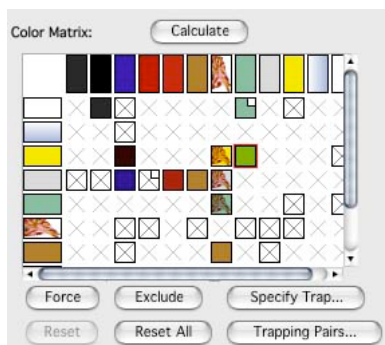 Color Matrix: Calculate
Force Exclude Specify Trap...
Reset Reset All Trapping Pairs...